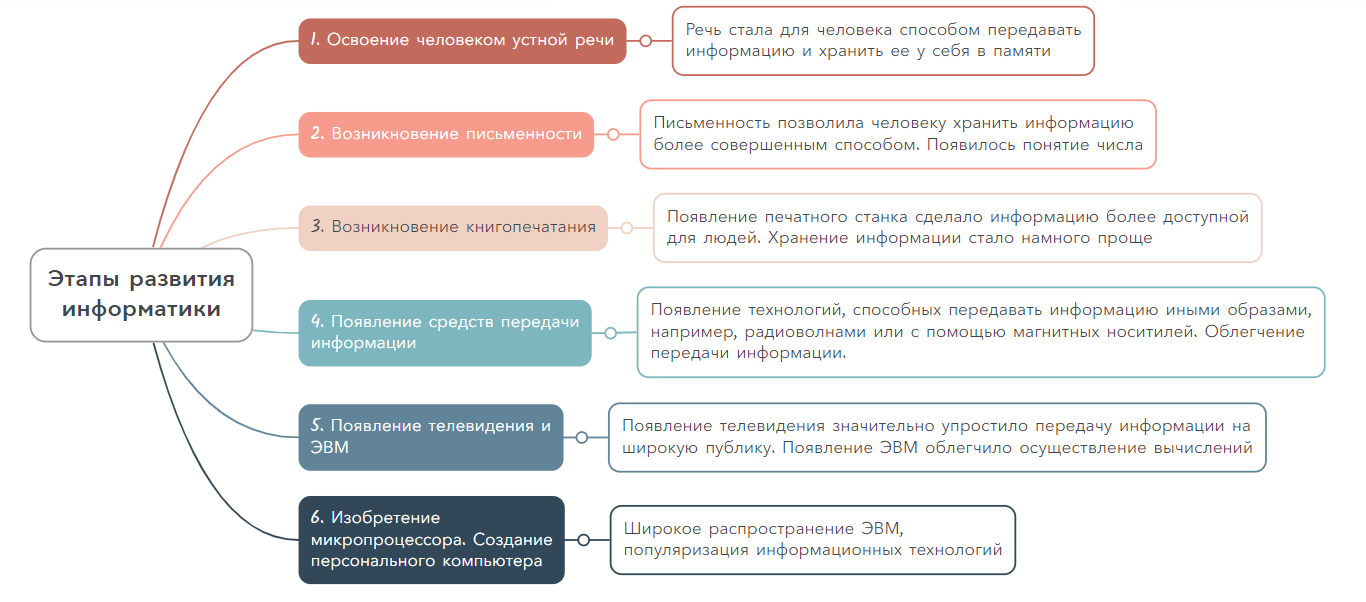 Этапы развития
информатики
1. Освоение человеком устной речи
Речь стала для человека способом передавать
информацию и хранить ее у себя в памяти
2. Возникновение письменности
Письменность позволила человеку хранить информацию
более совершенным способом. Появилось понятие числа
3. Возникновение книгопечатания
Появление печатного станка сделало информацию более доступной
для людей. Хранение информации стало намного проще
4. Появление средств передачи
информации
Появление технологий, способных передавать информацию иными образами,
например, радиоволнами или с помощью магнитных носитилей. Облегчение
передачи информации.
5. Появление телевидения и
ЭВМ
Появление телевидения значительно упростило передачу информации на
широкую публику. Появление ЭВМ облегчило осуществление вычислений
6. Изобретение
микропроцессора. Создание
персонального компьютера
Широкое распространение ЭВМ,
популяризация информационных технологий